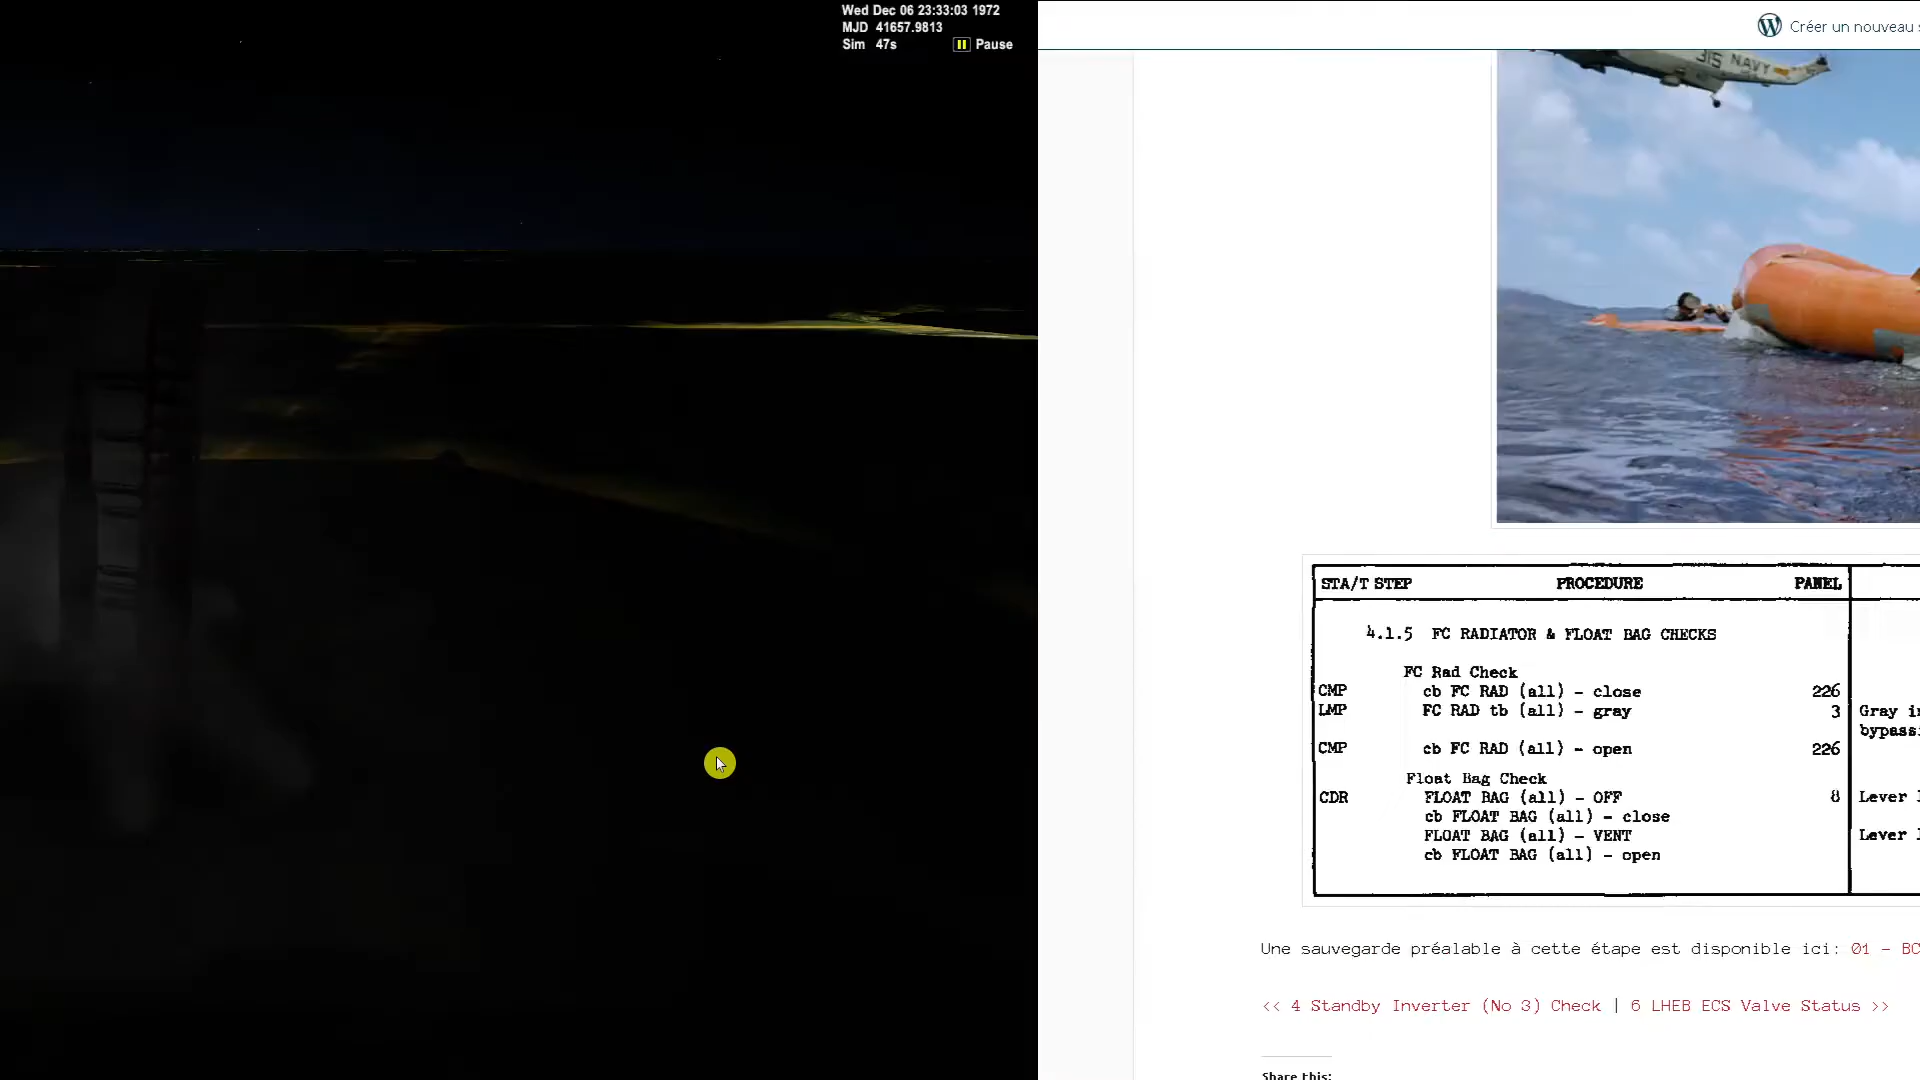 Wed Dec 06 23:33:03 1972
MJD 41657.9813
Sim 47s Pause
Créer un nouveau
315 NAVY
STA/T STEP PROCEDURE PANEL
4.1.5 FC RADIATOR & FLOAT BAG CHECKS
FC Rad Check
CMP cb FC RAD (all) - close 226
LMP FC RAD tb (all) - gray 3 Gray
bypass
CMP cb FC RAD (all) - open 226
Float Bag Check
CDR FLOAT BAG (all) - OFF 8 Lever
cb FLOAT BAG (all) - close
FLOAT BAG (all) - VENT Lever
cb FLOAT BAG (all) - open
Une sauvegarde préalable à cette étape est disponible ici: 01 - BC
<< 4 Standby Inverter (No 3) Check | 6 LHEB ECS Valve Status >>
Share this: